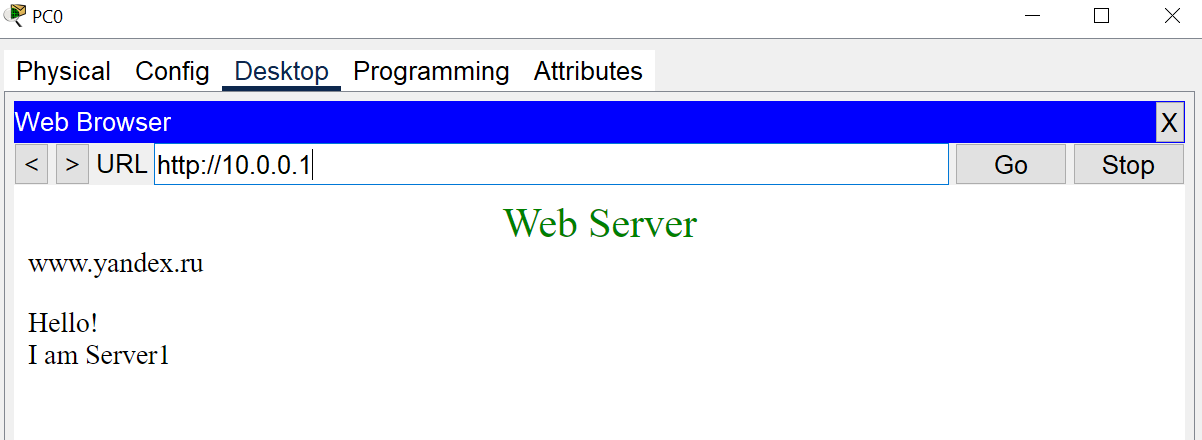 PC0
Physical Config Desktop Programming Attributes
Web Browser X
< > URL http://10.0.0.1 Go Stop
Web Server
www.yandex.ru
Hello!
I am Server1